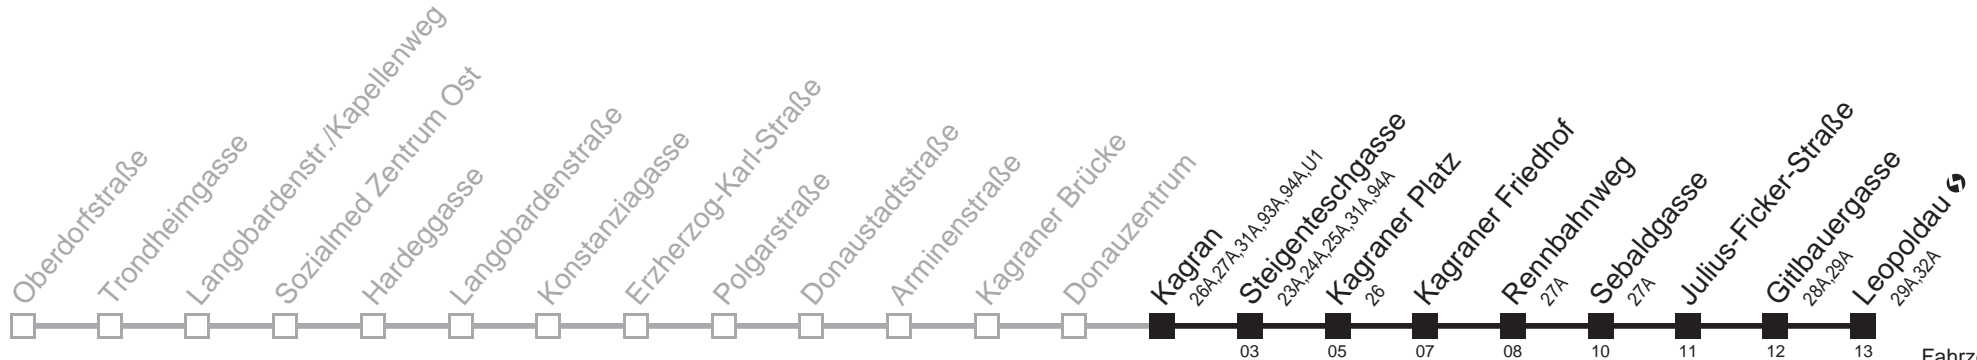 Oberdorfstraße
Trondheimgasse
Langobardenstr./Kapellenweg
Sozialmed Zentrum Ost
Hardeggasse
Langobardenstraße
Konstanziagasse
Erzherzog-Karl-Straße
Polgarstraße
Donaustadtstraße
Arminenstraße
Kagraner Brücke
Donauzentrum
Kagran
26A,27A,31A,93A,94A,U1
Steigenteschgasse
23A,24A,25A,31A,94A
Kagraner Platz
26
Kagraner Friedhof
Rennbahnweg
27A
Sebaldgasse
27A
Julius-Ficker-Straße
Gitlbauergasse
28A,29A
Leopoldau
29A,32A
03 05 07 08 10 11 12 13